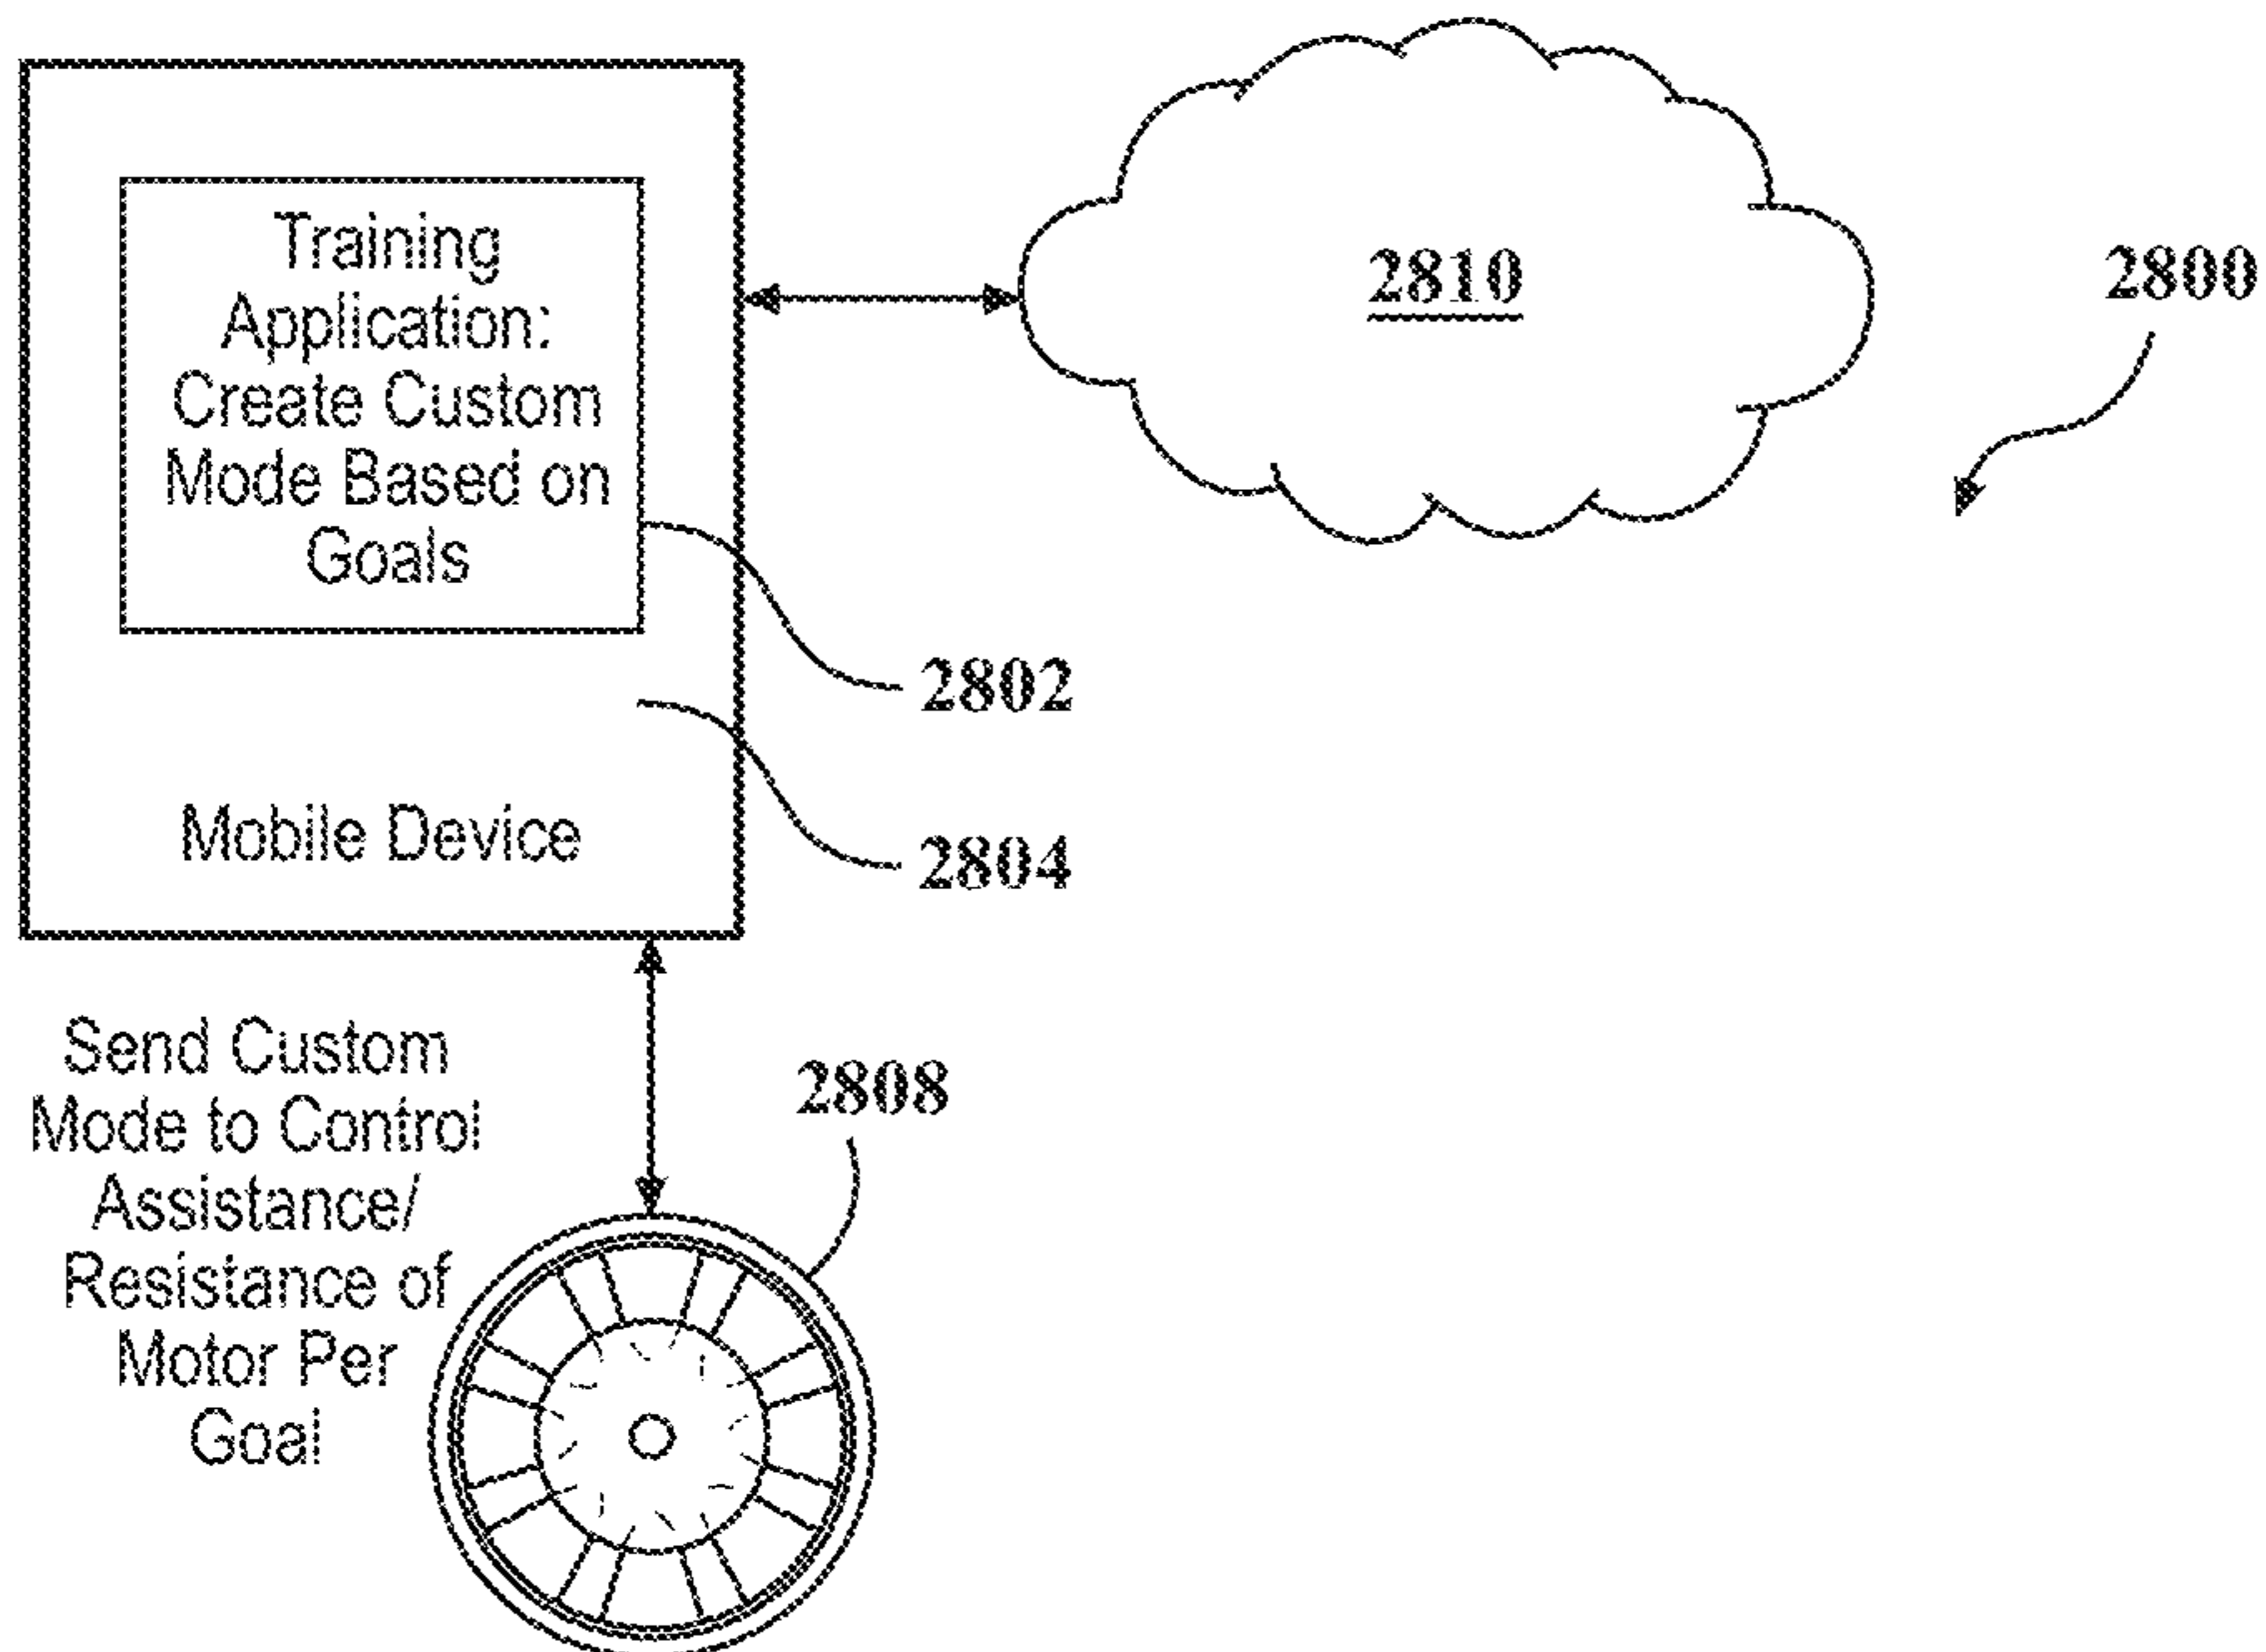 Training
Application:
Create Custom
Mode Based on
Goals
Mobile Device
2810
2800
2802
2804
Send Custom
Mode to Control
Assistance/
Resistance of
Motor Per
Goal
2808